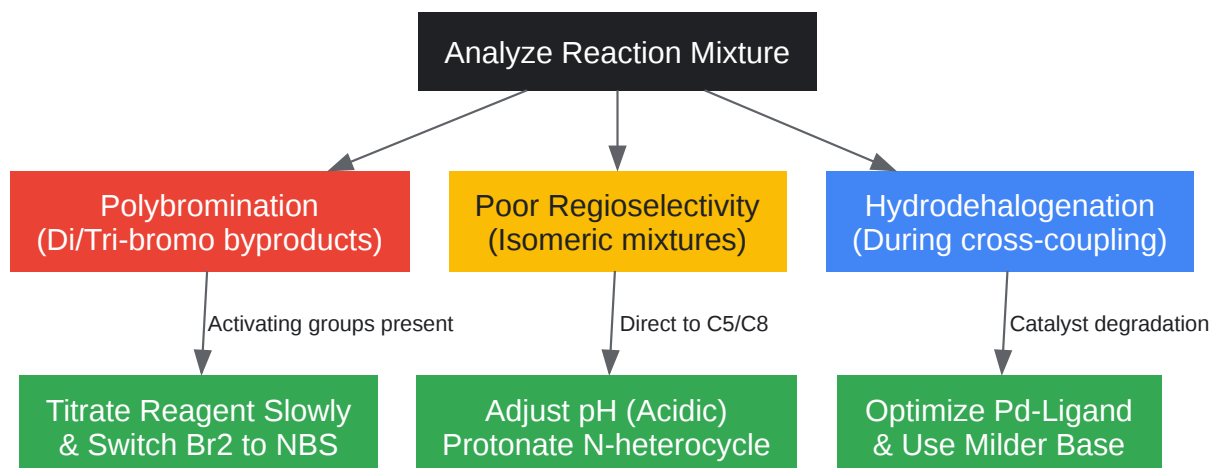 Analyze Reaction Mixture
Polybromination
(Di/Tri-bromo byproducts)
Poor Regioselectivity
(Isomeric mixtures)
Hydrodehalogenation
(During cross-coupling)
Activating groups present
Direct to C5/C8
Catalyst degradation
Titrate Reagent Slowly
& Switch Br2 to NBS
Adjust pH (Acidic)
Protonate N-heterocycle
Optimize Pd-Ligand
& Use Milder Base